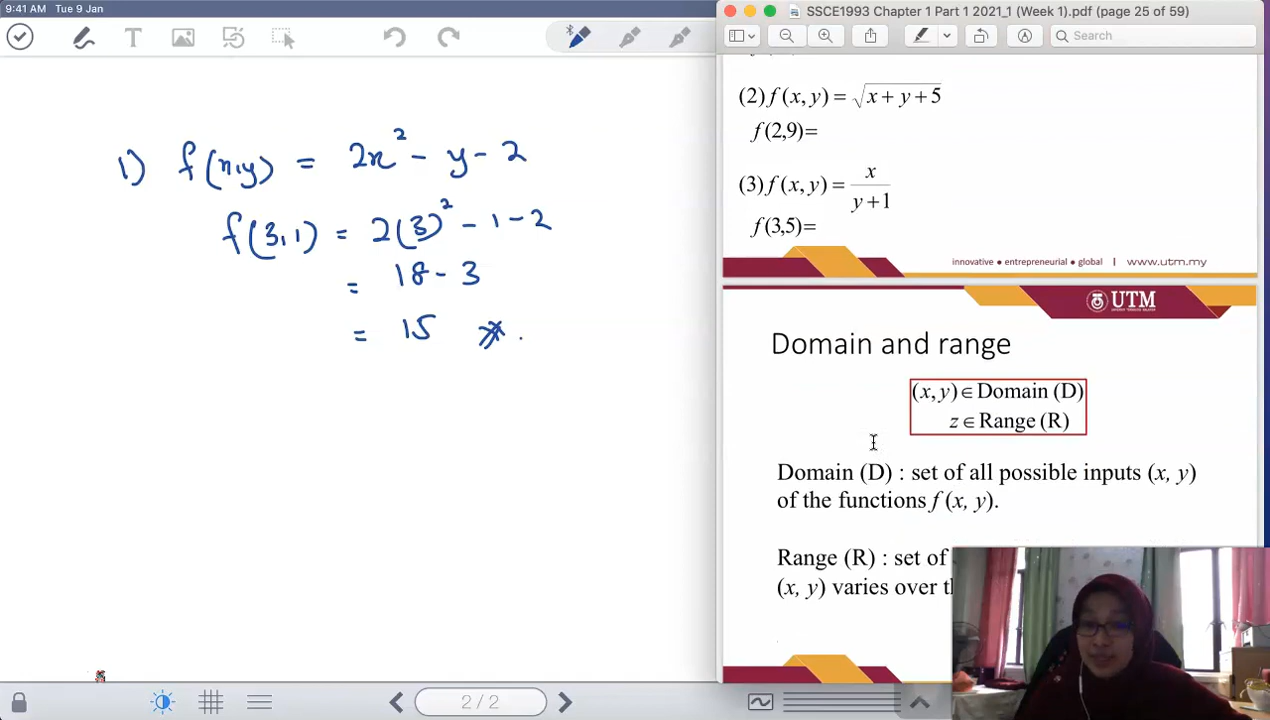 9:41 AM Tue 9 Jan
SSCE1993 Chapter 1 Part 1 2021_1 (Week 1).pdf (page 25 of 59)
T
Search
1) f(x,y) = 2x² - y - 2
f(3,1) = 2(3)² - 1 - 2
= 18 - 3
= 15
2/2
(2) f(x, y) = √x + y + 5
f(2,9)=
(3) f(x, y) = x/y+1
f(3,5)=
innovative ● entrepreneurial ● global | www.utm.my
UTM
Domain and range
(x, y) ∈ Domain (D)
z ∈ Range (R)
Domain (D) : set of all possible inputs (x, y)
of the functions f (x, y).
Range (R) : set of
(x, y) varies over